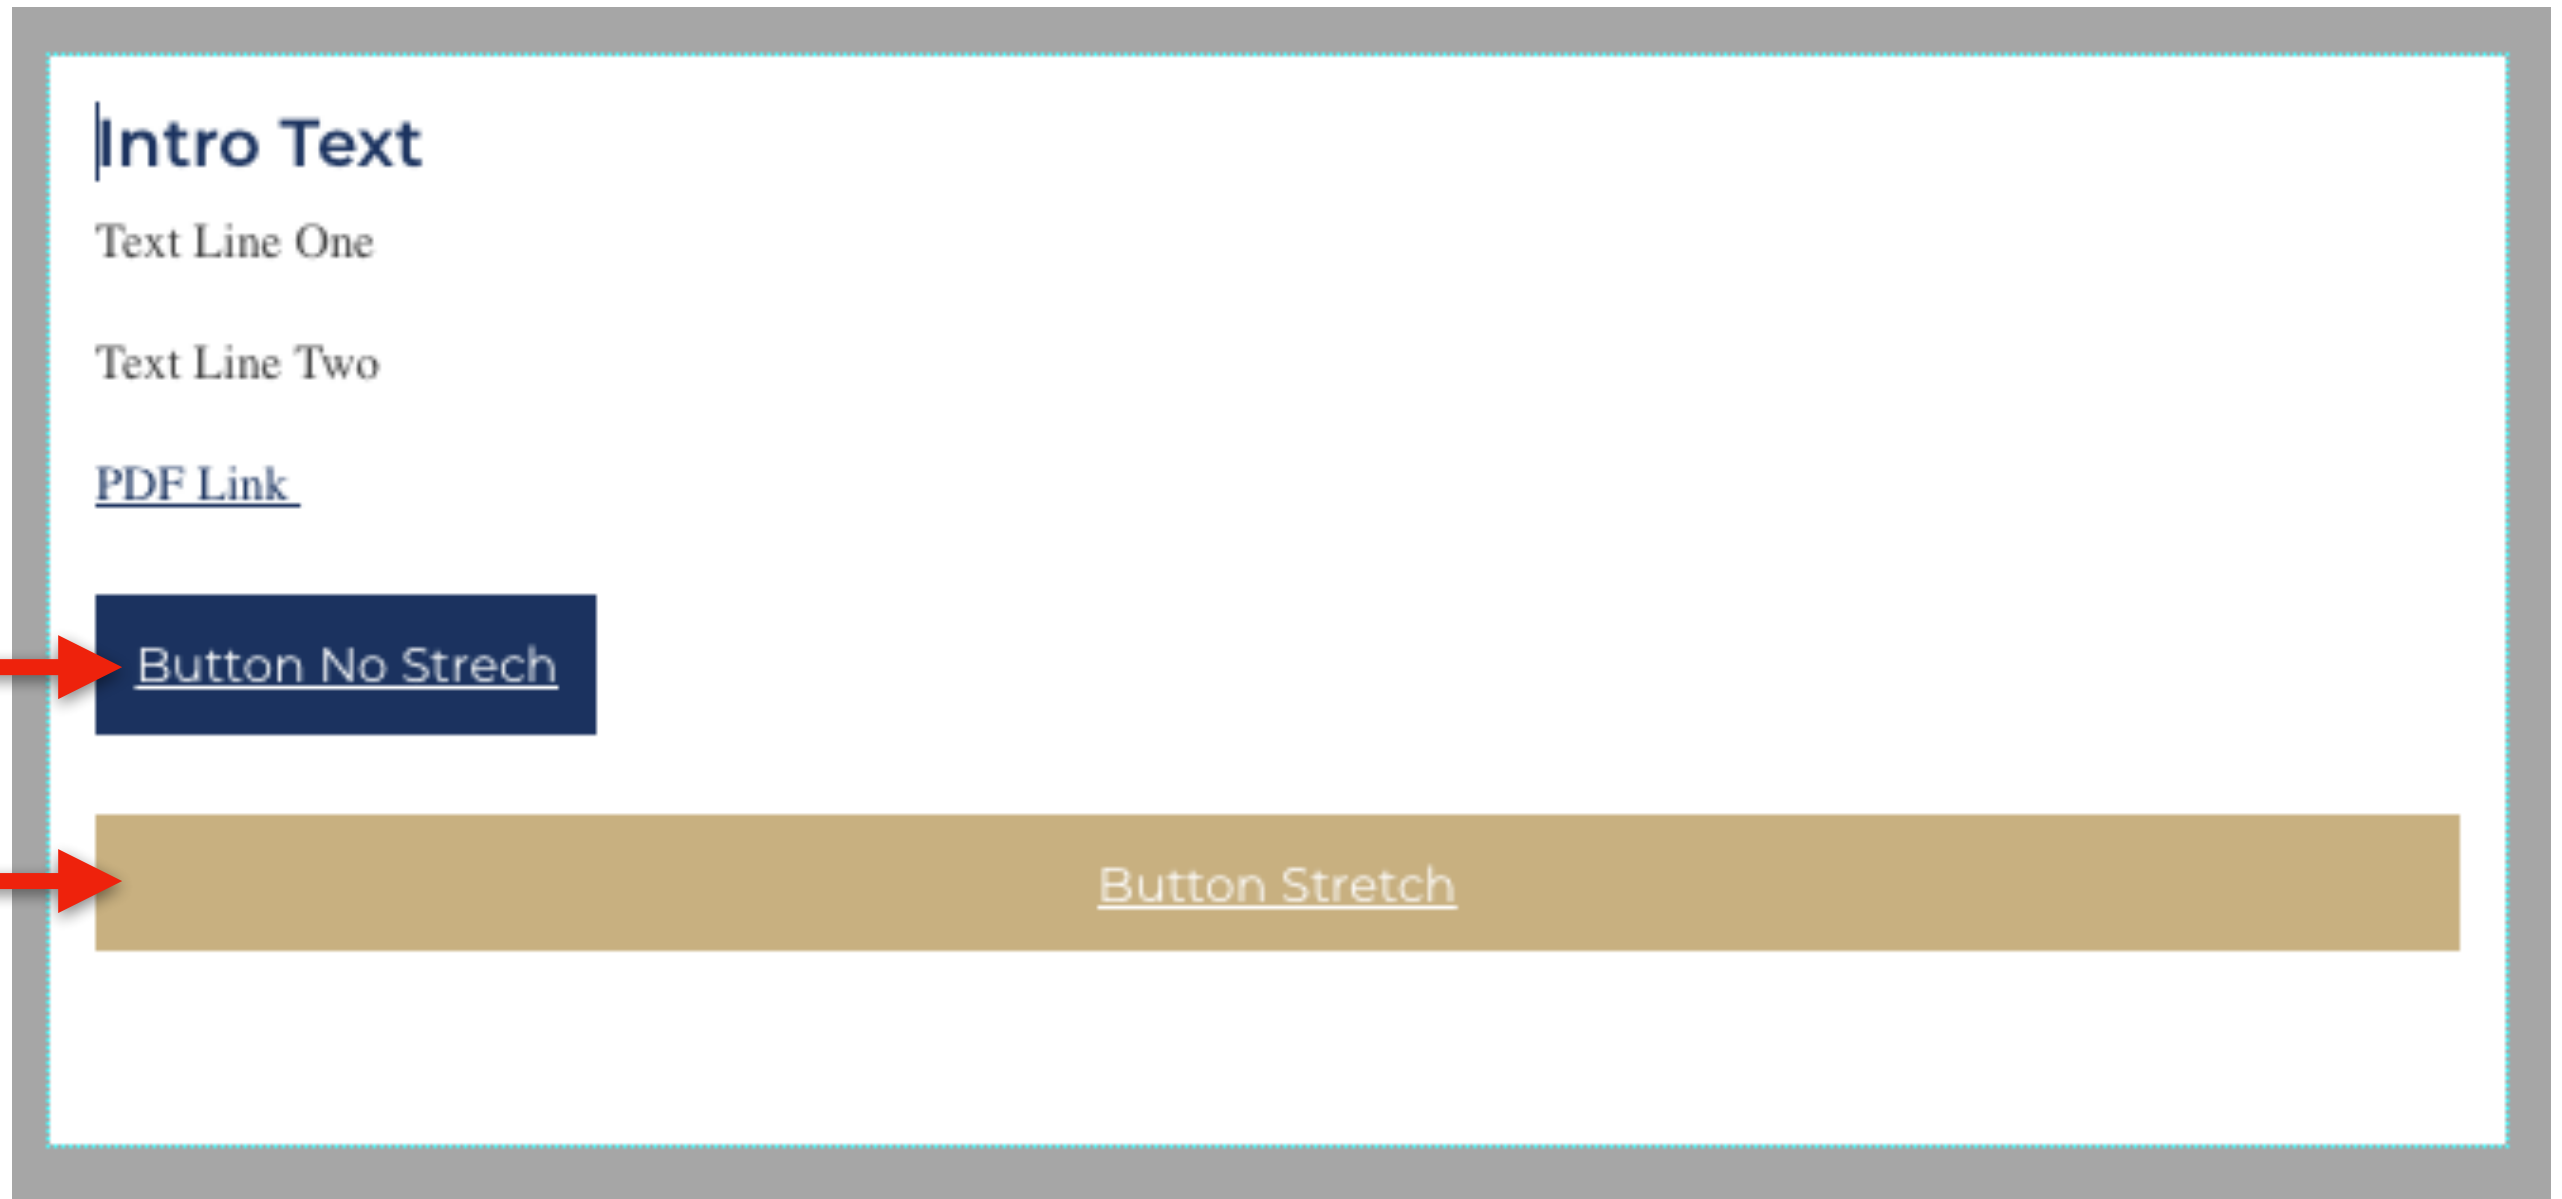 Intro Text
Text Line One
Text Line Two
PDF Link
Button No Strech
Button Stretch